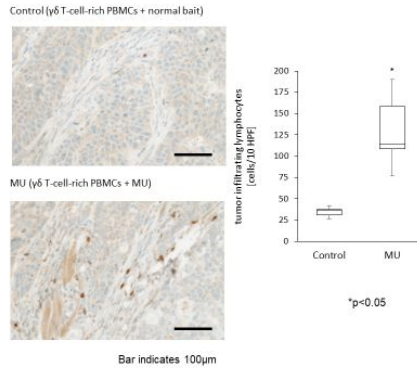 Control (γδ T-cell-rich PBMCs + normal bait)
MU (γδ T-cell-rich PBMCs + MU)
Bar indicates 100μm
tumor infiltrating lymphocytes
[cells/10 HPF]
200
175
150
125
100
75
50
25
0
*
Control
MU
*p<0.05